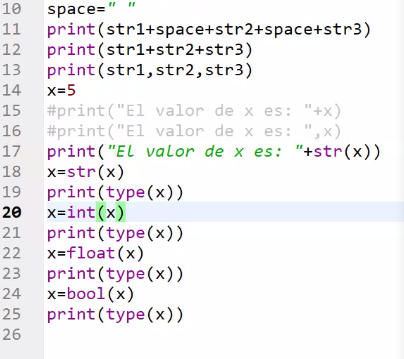 10 space=" "
11 print(str1+space+str2+space+str3)
12 print(str1+str2+str3)
13 print(str1,str2,str3)
14 x=5
15 #print("El valor de x es: "+x)
16 #print("El valor de x es: ",x)
17 print("El valor de x es: "+str(x))
18 x=str(x)
19 print(type(x))
20 x=int(x)
21 print(type(x))
22 x=float(x)
23 print(type(x))
24 x=bool(x)
25 print(type(x))
26